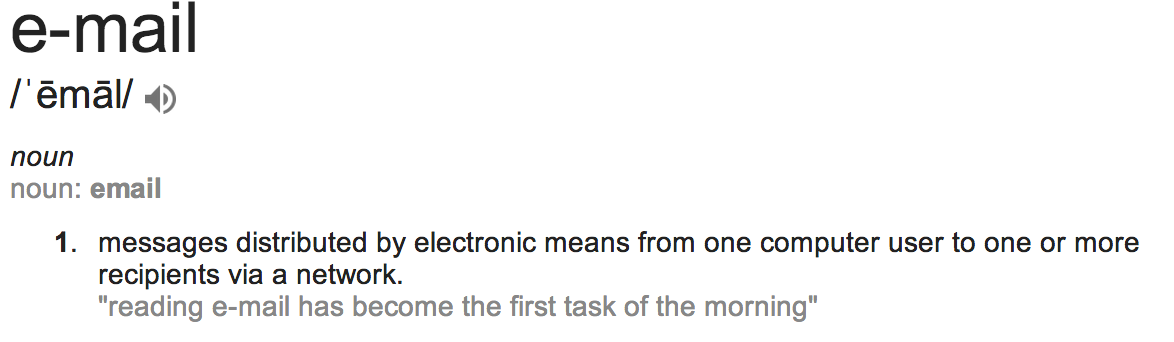 e-mail
/ˈēmāl/
noun
noun: email
1. messages distributed by electronic means from one computer user to one or more
recipients via a network.
"reading e-mail has become the first task of the morning"